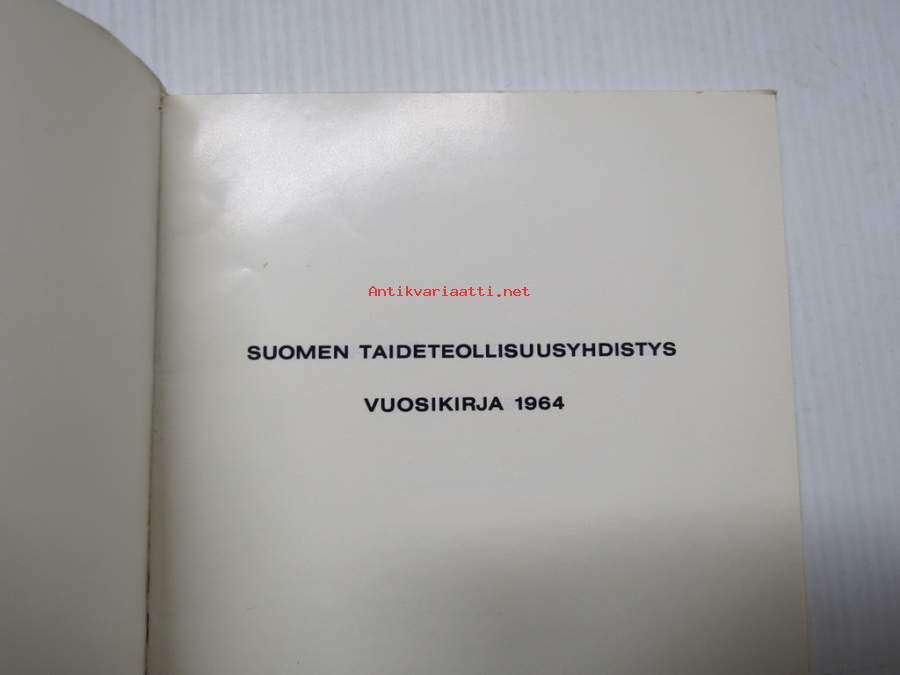 Antikvariaatti.net
SUOMEN TAIDETEOLLISUUSYHDISTYS
VUOSIKIRJA 1964